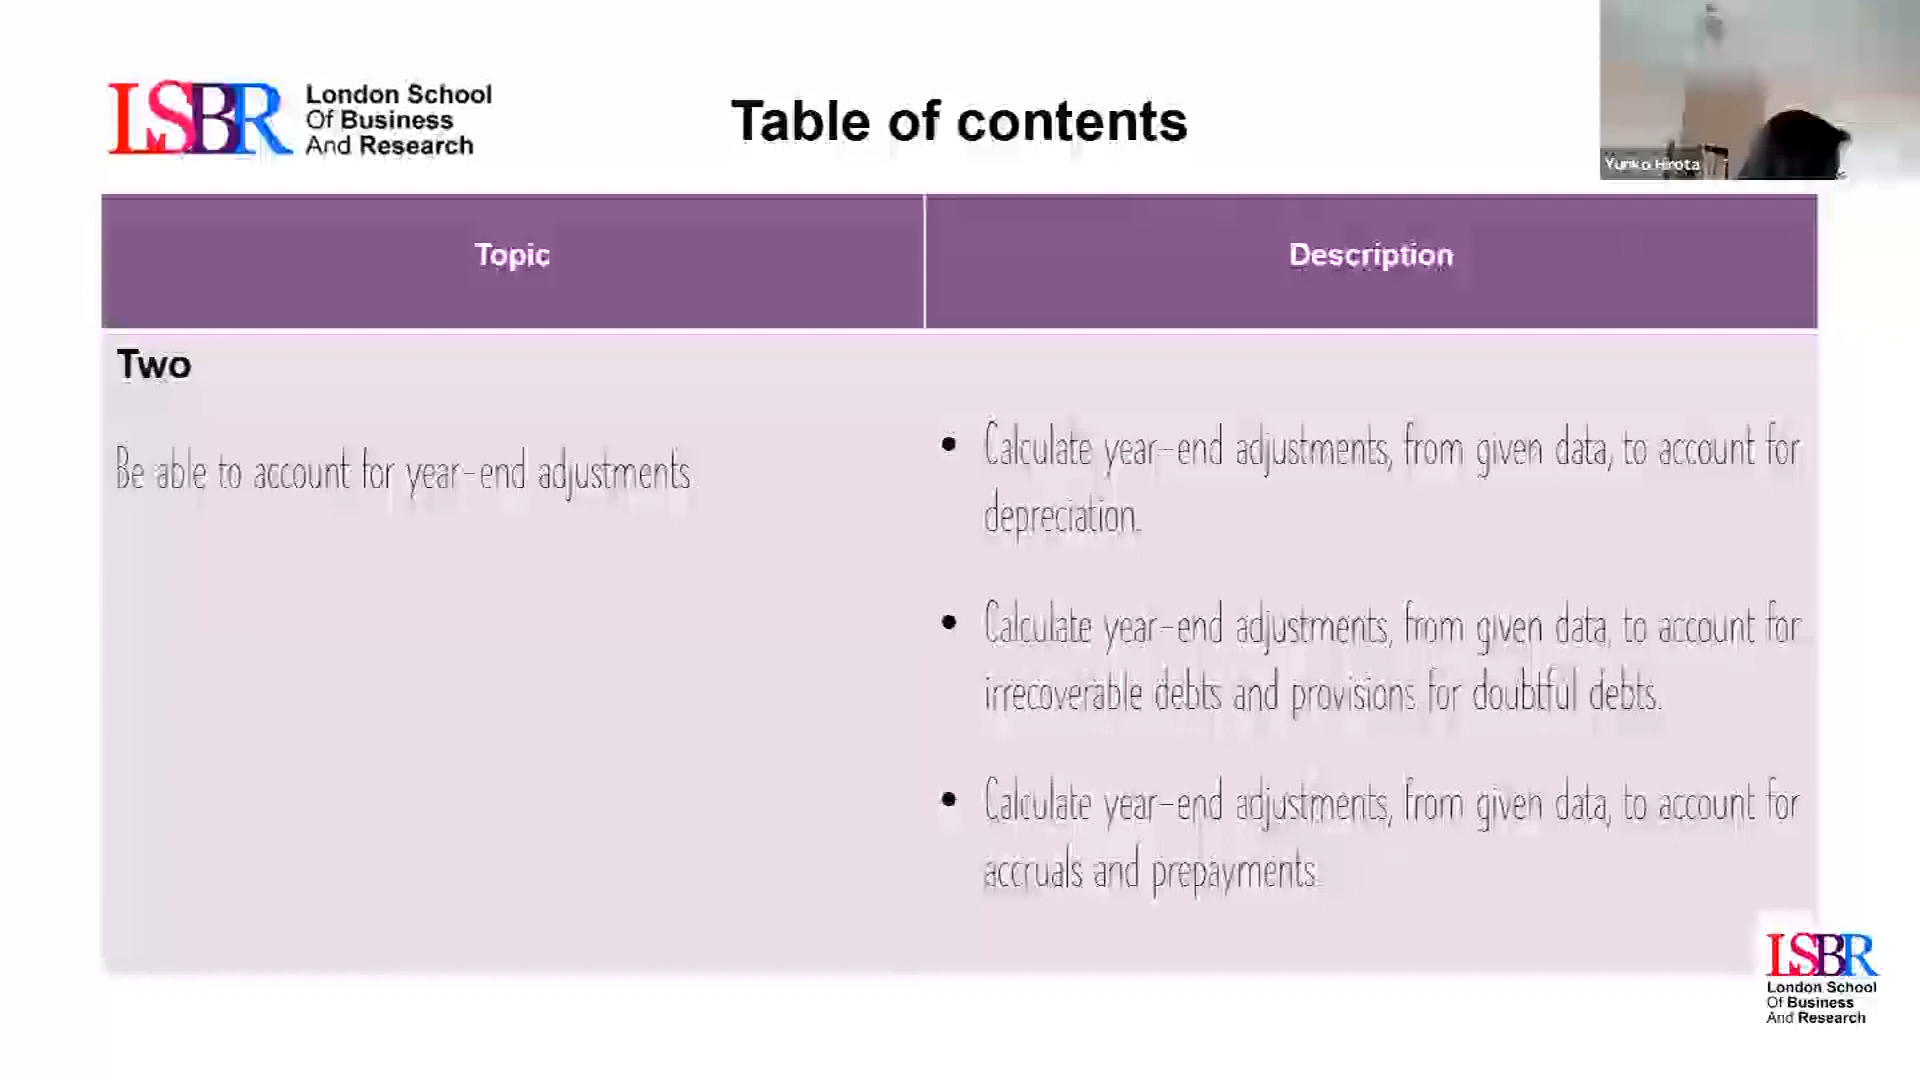 LSBR London School
Of Business
And Research
Table of contents
Yuriko Hirota
Topic
Description
Two
Be able to account for year-end adjustments
• Calculate year-end adjustments, from given data, to account for
depreciation.
• Calculate year-end adjustments, from given data, to account for
irrecoverable debts and provisions for doubtful debts.
• Calculate year-end adjustments, from given data, to account for
accruals and prepayments.
LSBR
London School
Of Business
And Research